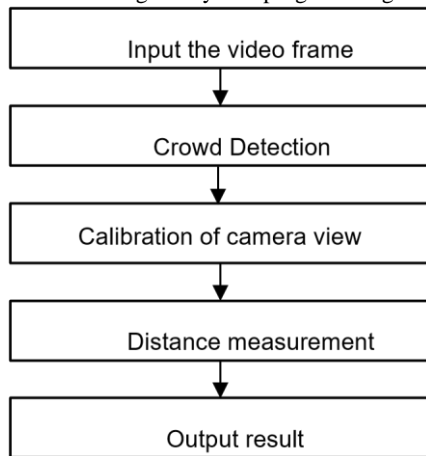 Input the video frame
Crowd Detection
Calibration of camera view
Distance measurement
Output result